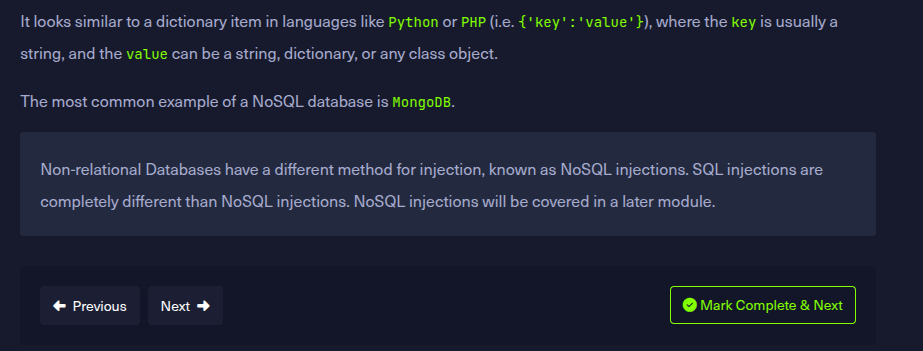 It looks similar to a dictionary item in languages like Python or PHP (i.e. {'key':'value'}), where the key is usually a
string, and the value can be a string, dictionary, or any class object.
The most common example of a NoSQL database is MongoDB.
Non-relational Databases have a different method for injection, known as NoSQL injections. SQL injections are
completely different than NoSQL injections. NoSQL injections will be covered in a later module.
Previous Next Mark Complete & Next